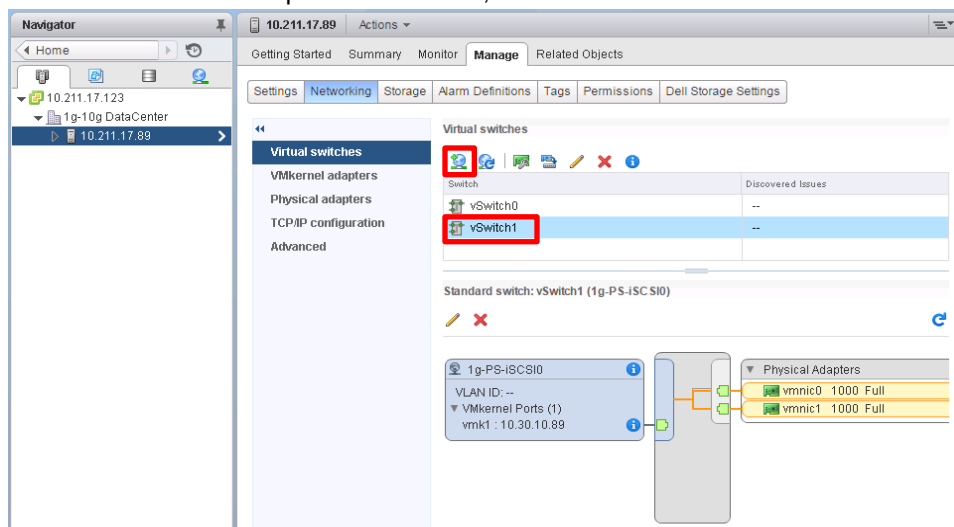 Navigator
10.211.17.89 Actions
Home
Getting Started Summary Monitor Manage Related Objects
Settings Networking Storage Alarm Definitions Tags Permissions Dell Storage Settings
10.211.17.123
1g-10g DataCenter
10.211.17.89
Virtual switches
VMkernel adapters
Physical adapters
TCP/IP configuration
Advanced
Virtual switches
Switch Discovered Issues
vSwitch0 --
vSwitch1 --
Standard switch: vSwitch1 (1g-PS-iSCSI0)
1g-PS-iSCSI0
VLAN ID: --
VMkernel Ports (1)
vmk1 : 10.30.10.89
Physical Adapters
vmnic0 1000 Full
vmnic1 1000 Full